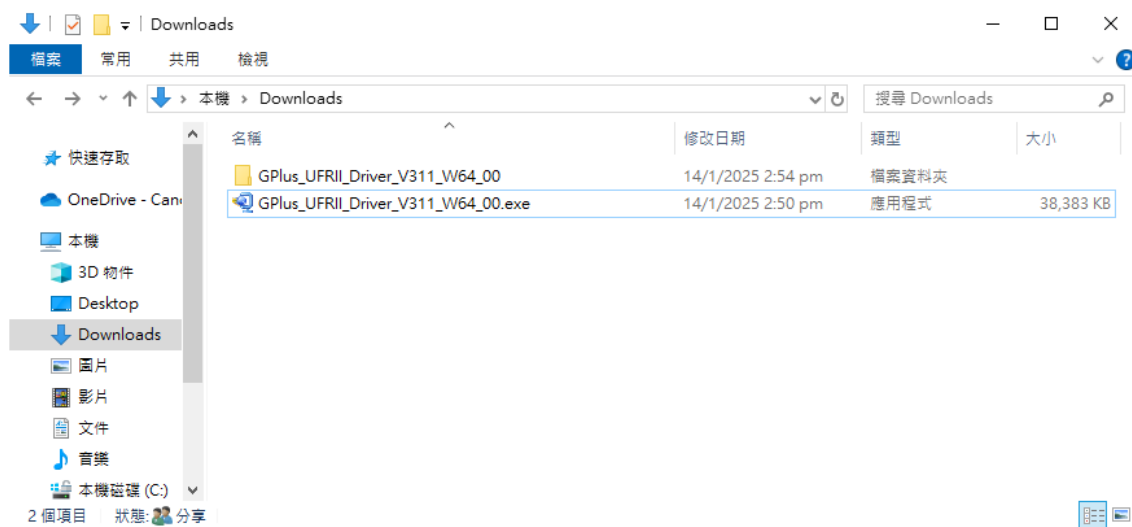 Downloads
檔案 常用 共用 檢視
本機 Downloads 搜尋 Downloads
名稱 修改日期 類型 大小
快速存取
GPlus_UFRII_Driver_V311_W64_00 14/1/2025 2:54 pm 檔案資料夾
OneDrive - Can
GPlus_UFRII_Driver_V311_W64_00.exe 14/1/2025 2:50 pm 應用程式 38,383 KB
本機
3D 物件
Desktop
Downloads
圖片
影片
文件
音樂
本機磁碟 (C:)
2 個項目 狀態: 分享